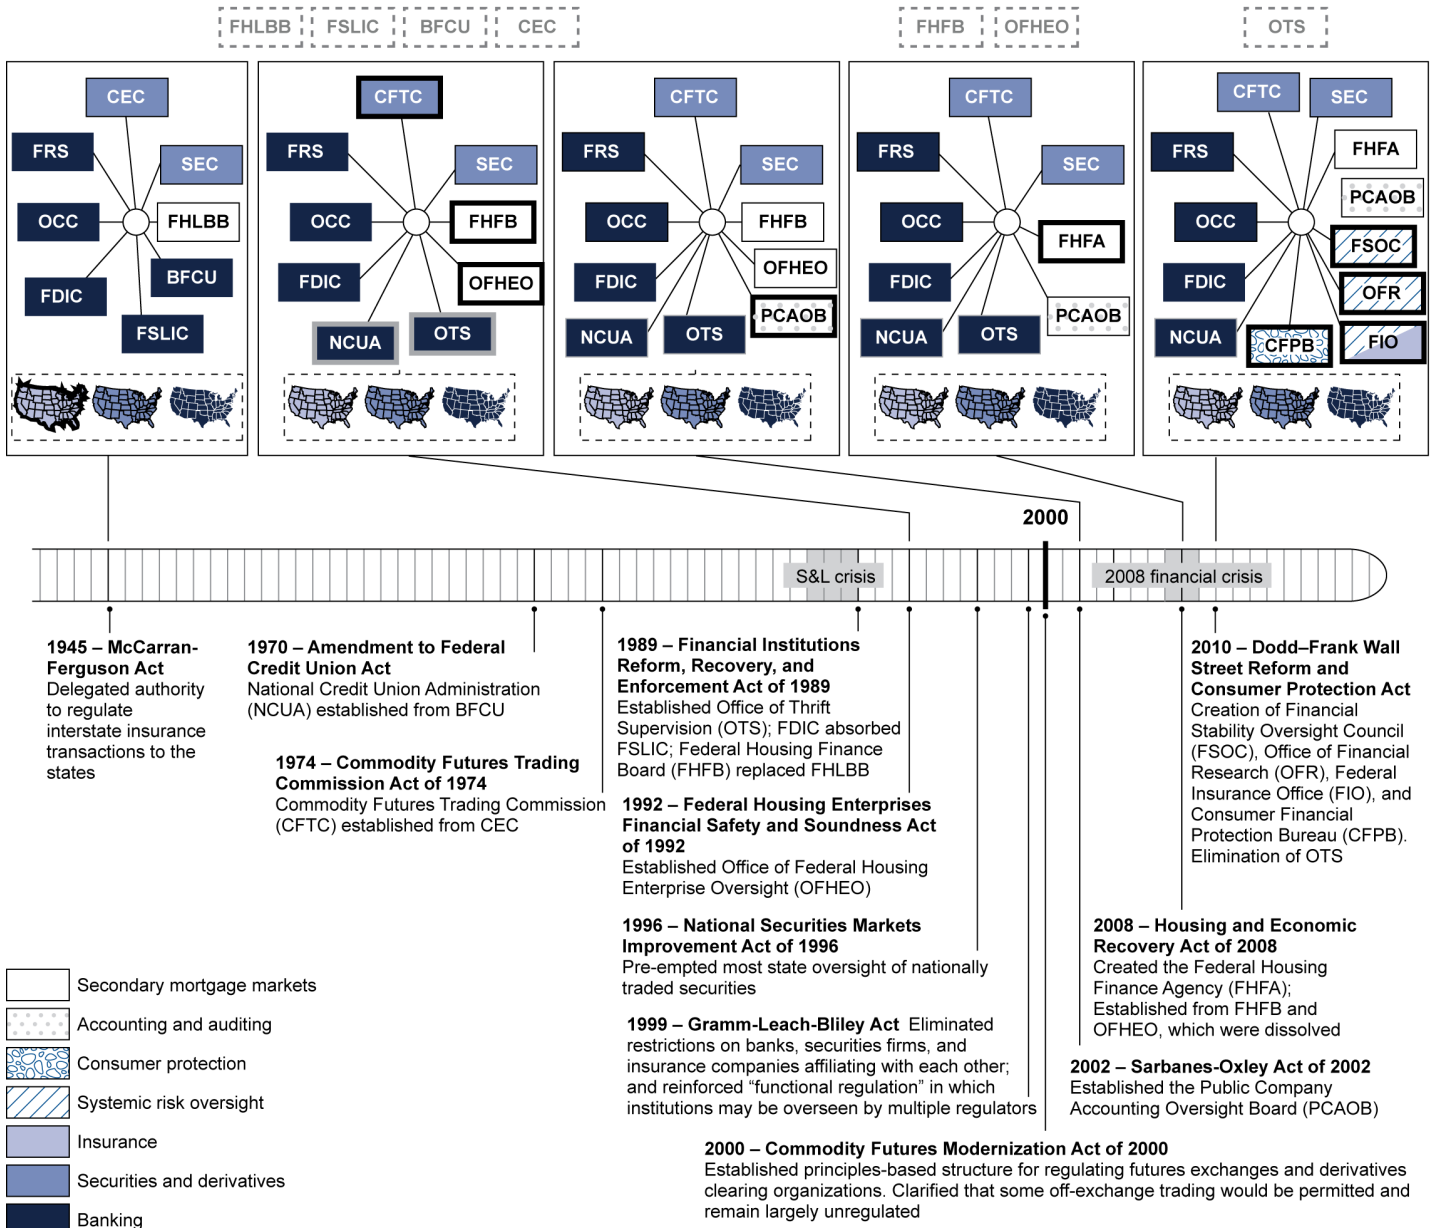 FHLBB FSLIC BFCU CEC
FHFB OFHEO
OTS
CEC
FRS
SEC
OCC
FHLBB
FDIC
BFCU
FSLIC
CFTC
FRS
SEC
OCC
FHFB
FDIC
OFHEO
NCUA
OTS
CFTC
FRS
SEC
OCC
FHFB
FDIC
OFHEO
NCUA
OTS
PCAOB
CFTC
FRS
SEC
OCC
FHFA
FDIC
NCUA
OTS
PCAOB
CFTC
SEC
FRS
FHFA
PCAOB
OCC
FSOC
FDIC
OFR
NCUA
CFPB
FIO
2000
S&L crisis
2008 financial crisis
1945 – McCarran-
Ferguson Act
Delegated authority
to regulate
interstate insurance
transactions to the
states
1970 – Amendment to Federal
Credit Union Act
National Credit Union Administration
(NCUA) established from BFCU
1974 – Commodity Futures Trading
Commission Act of 1974
Commodity Futures Trading Commission
(CFTC) established from CEC
1989 – Financial Institutions
Reform, Recovery, and
Enforcement Act of 1989
Established Office of Thrift
Supervision (OTS); FDIC absorbed
FSLIC; Federal Housing Finance
Board (FHFB) replaced FHLBB
1992 – Federal Housing Enterprises
Financial Safety and Soundness Act
of 1992
Established Office of Federal Housing
Enterprise Oversight (OFHEO)
1996 – National Securities Markets
Improvement Act of 1996
Pre-empted most state oversight of nationally
traded securities
1999 – Gramm-Leach-Bliley Act Eliminated
restrictions on banks, securities firms, and
insurance companies affiliating with each other;
and reinforced “functional regulation” in which
institutions may be overseen by multiple regulators
2000 – Commodity Futures Modernization Act of 2000
Established principles-based structure for regulating futures exchanges and derivatives
clearing organizations. Clarified that some off-exchange trading would be permitted and
remain largely unregulated
2002 – Sarbanes-Oxley Act of 2002
Established the Public Company
Accounting Oversight Board (PCAOB)
2008 – Housing and Economic
Recovery Act of 2008
Created the Federal Housing
Finance Agency (FHFA);
Established from FHFB and
OFHEO, which were dissolved
2010 – Dodd–Frank Wall
Street Reform and
Consumer Protection Act
Creation of Financial
Stability Oversight Council
(FSOC), Office of Financial
Research (OFR), Federal
Insurance Office (FIO), and
Consumer Financial
Protection Bureau (CFPB).
Elimination of OTS
Secondary mortgage markets
Accounting and auditing
Consumer protection
Systemic risk oversight
Insurance
Securities and derivatives
Banking